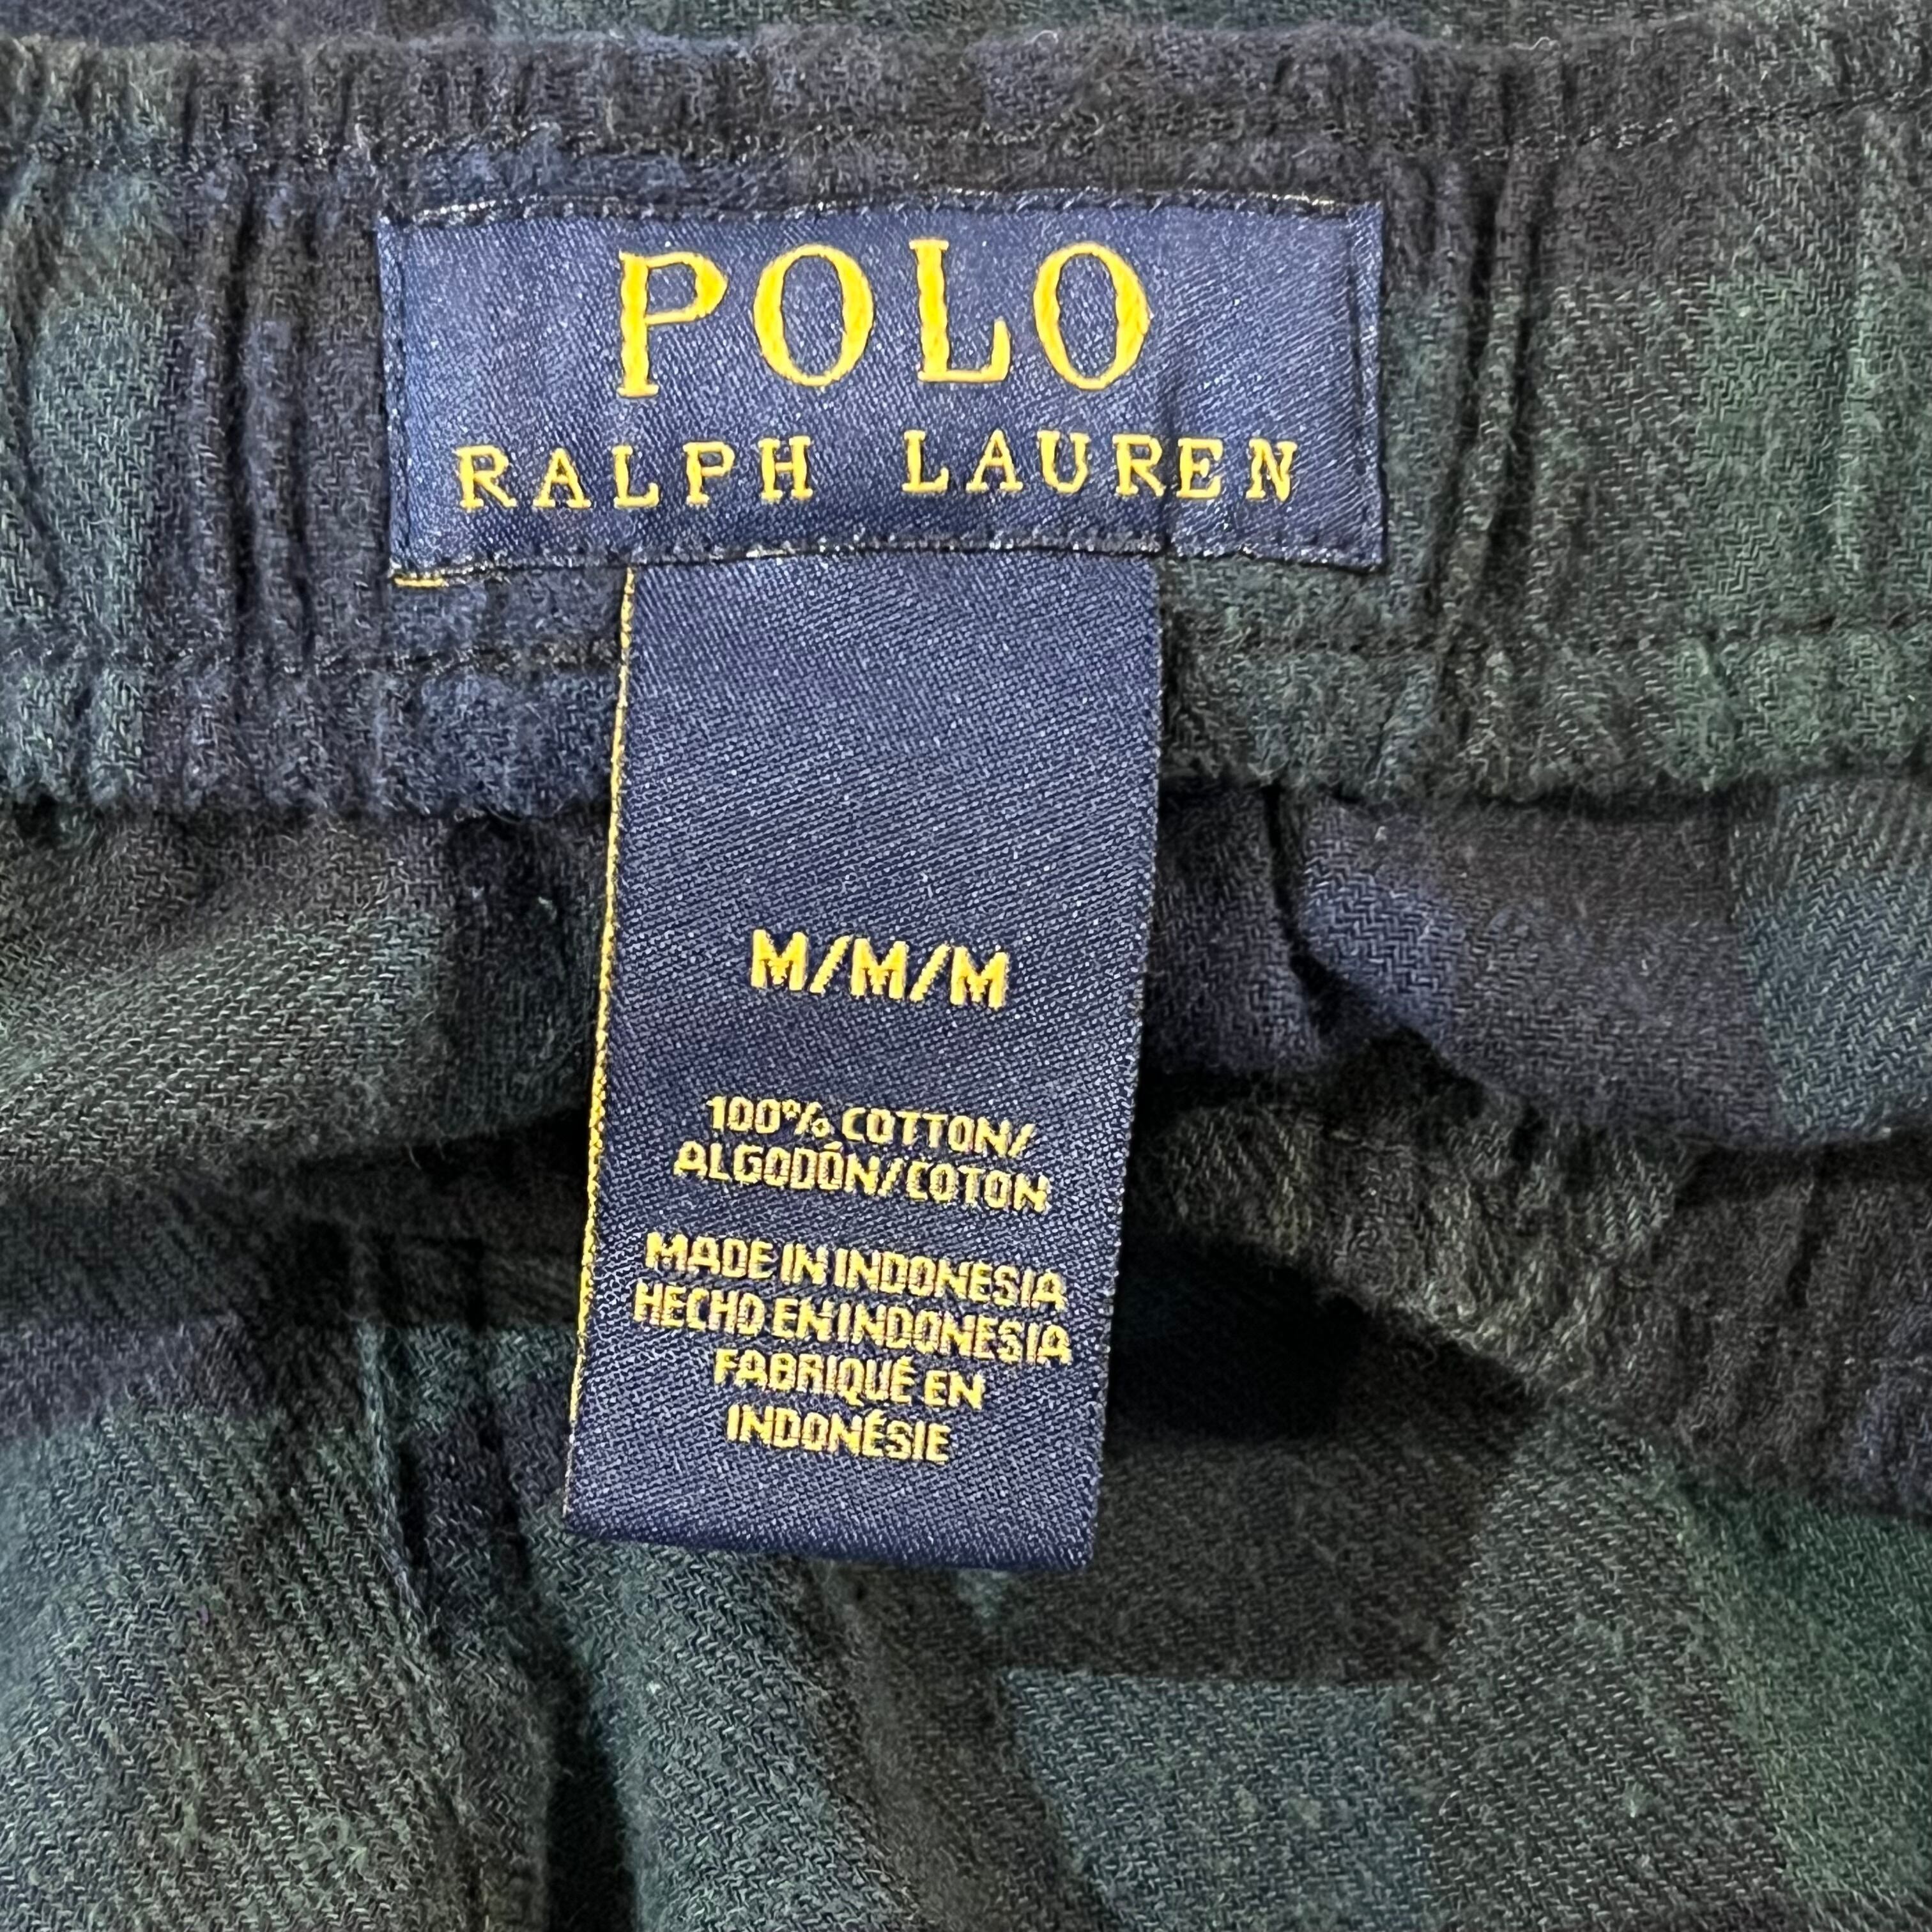 POLO
RALPH LAUREN
M/M/M
100% COTTON/
ALGODÓN/COTON
MADE IN INDONESIA
HECHO EN INDONESIA
FABRIQUÉ EN
INDONÉSIE